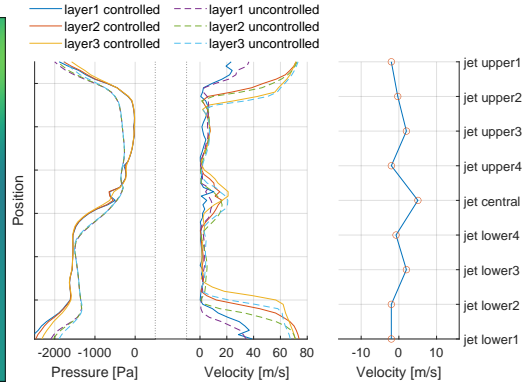 layer1 controlled layer1 uncontrolled
layer2 controlled layer2 uncontrolled
layer3 controlled layer3 uncontrolled
Position
jet upper1
jet upper2
jet upper3
jet upper4
jet central
jet lower4
jet lower3
jet lower2
jet lower1
-2000 -1000 0
0 20 40 60 80
-10 0 10
Pressure [Pa]
Velocity [m/s]
Velocity [m/s]